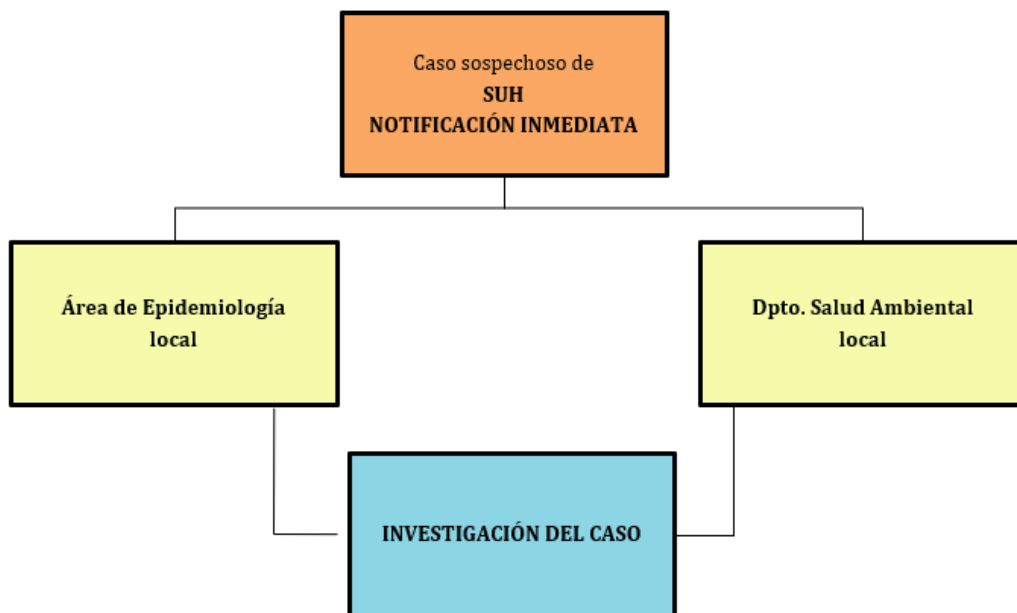 Caso sospechoso de
SUH
NOTIFICACIÓN INMEDIATA
Área de Epidemiología
local
Dpto. Salud Ambiental
local
INVESTIGACIÓN DEL CASO